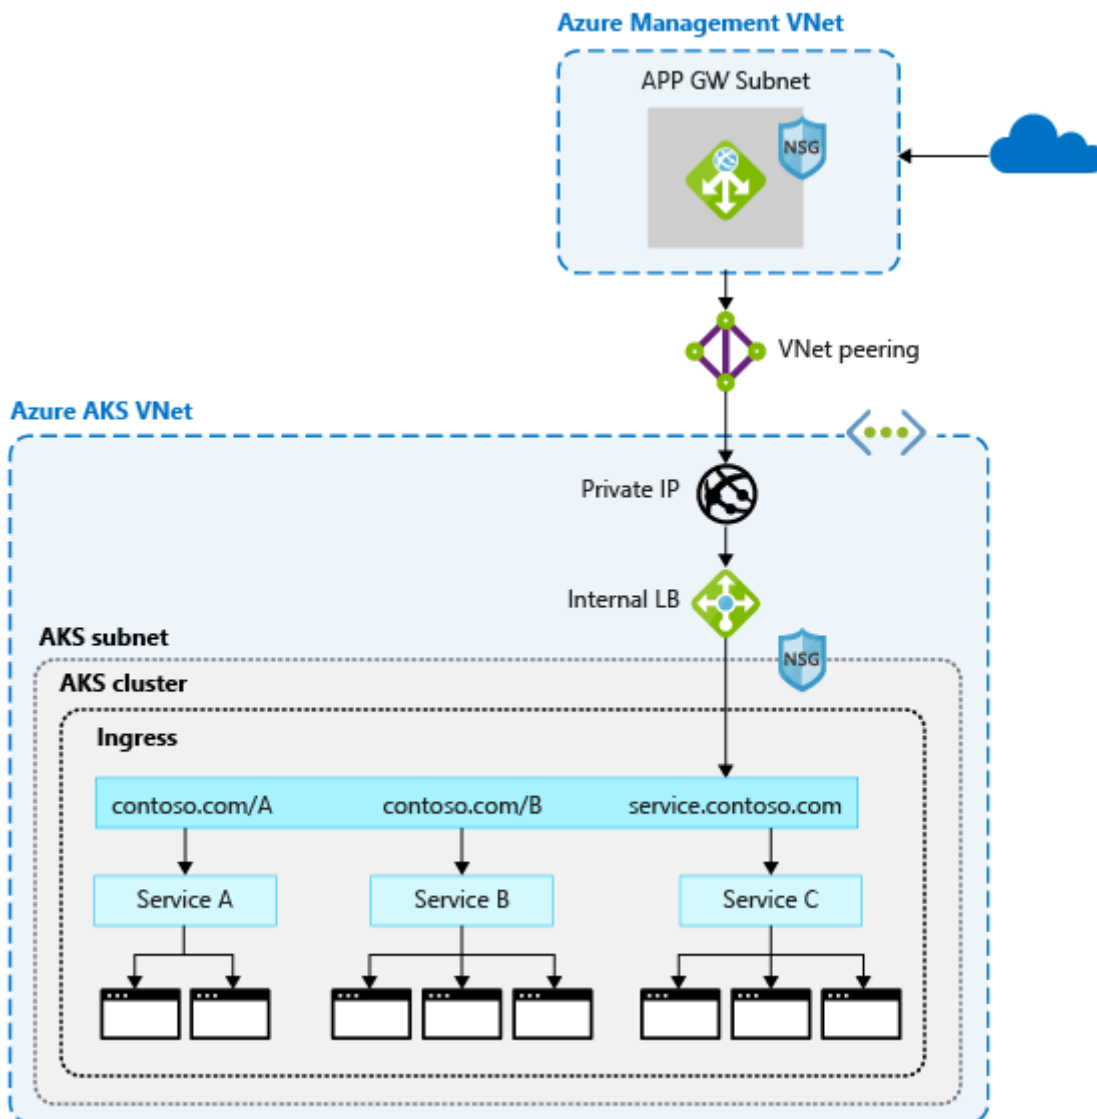 Azure Management VNet
APP GW Subnet
NSG
VNet peering
Azure AKS VNet
Private IP
Internal LB
AKS subnet
NSG
AKS cluster
Ingress
contoso.com/A
contoso.com/B
service.contoso.com
Service A
Service B
Service C